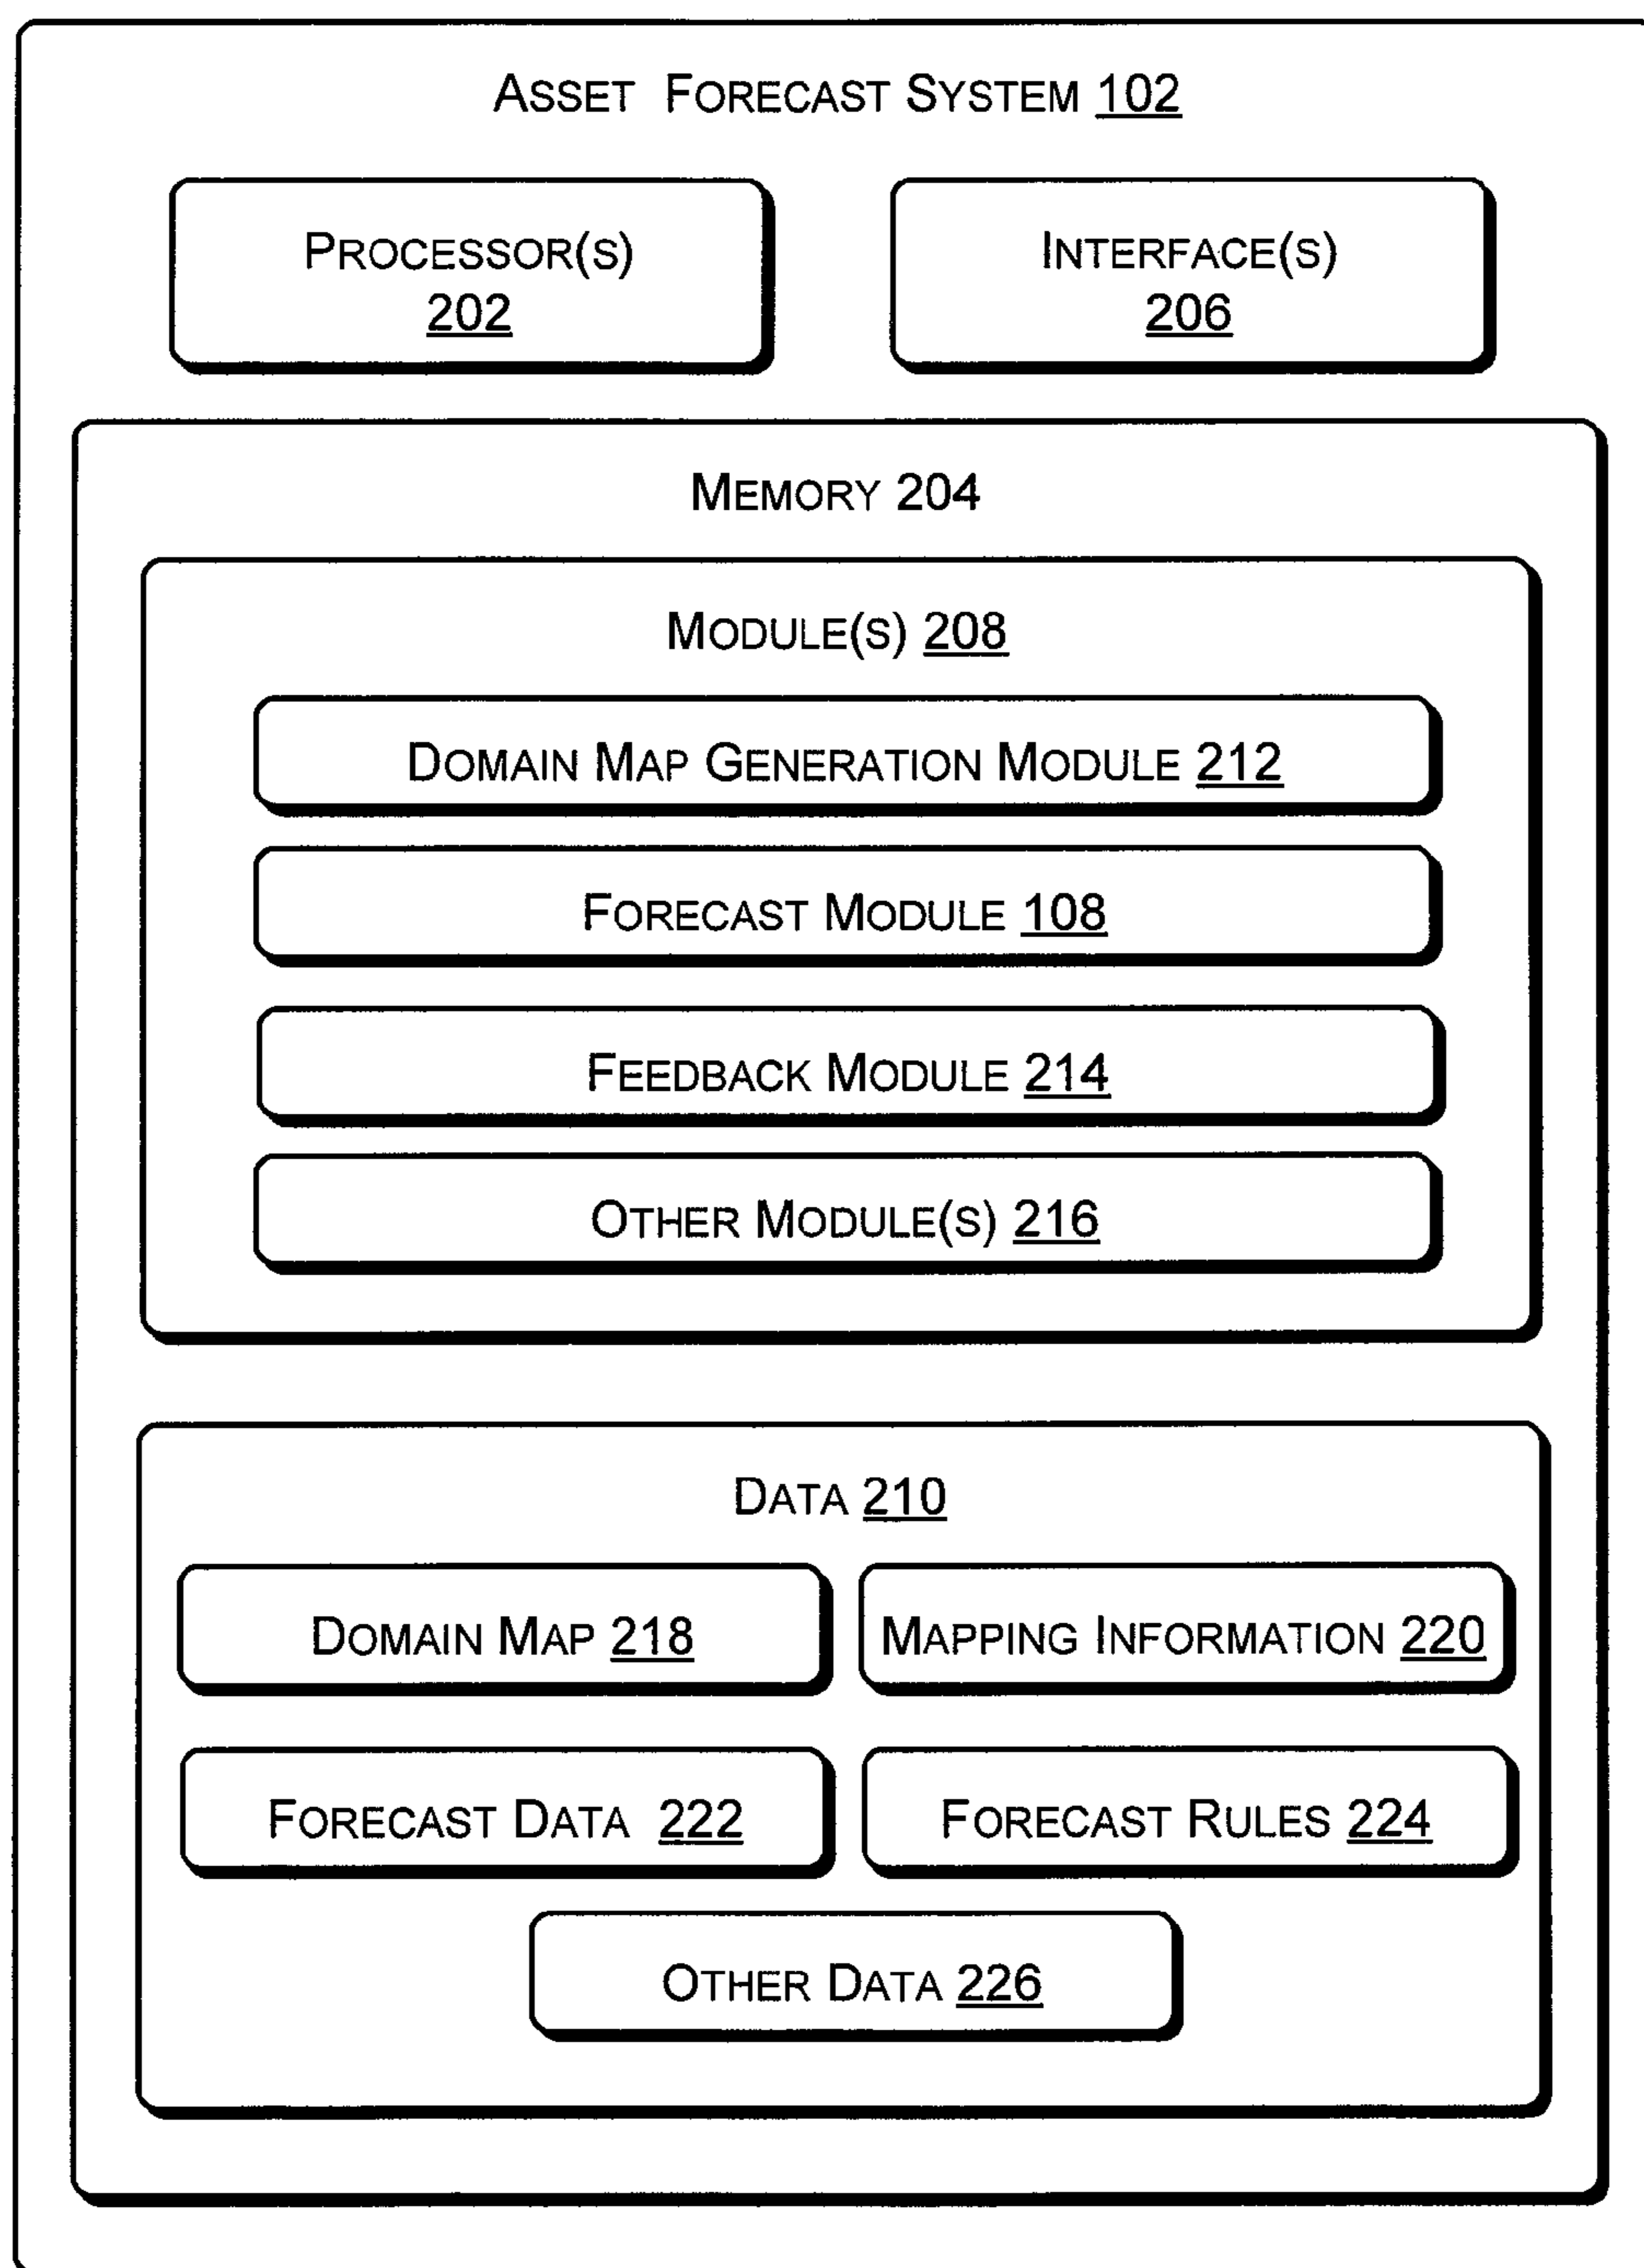 ASSET FORECAST SYSTEM 102
PROCESSOR(S)
202
INTERFACE(S)
206
MEMORY 204
MODULE(S) 208
DOMAIN MAP GENERATION MODULE 212
FORECAST MODULE 108
FEEDBACK MODULE 214
OTHER MODULE(S) 216
DATA 210
DOMAIN MAP 218
MAPPING INFORMATION 220
FORECAST DATA 222
FORECAST RULES 224
OTHER DATA 226